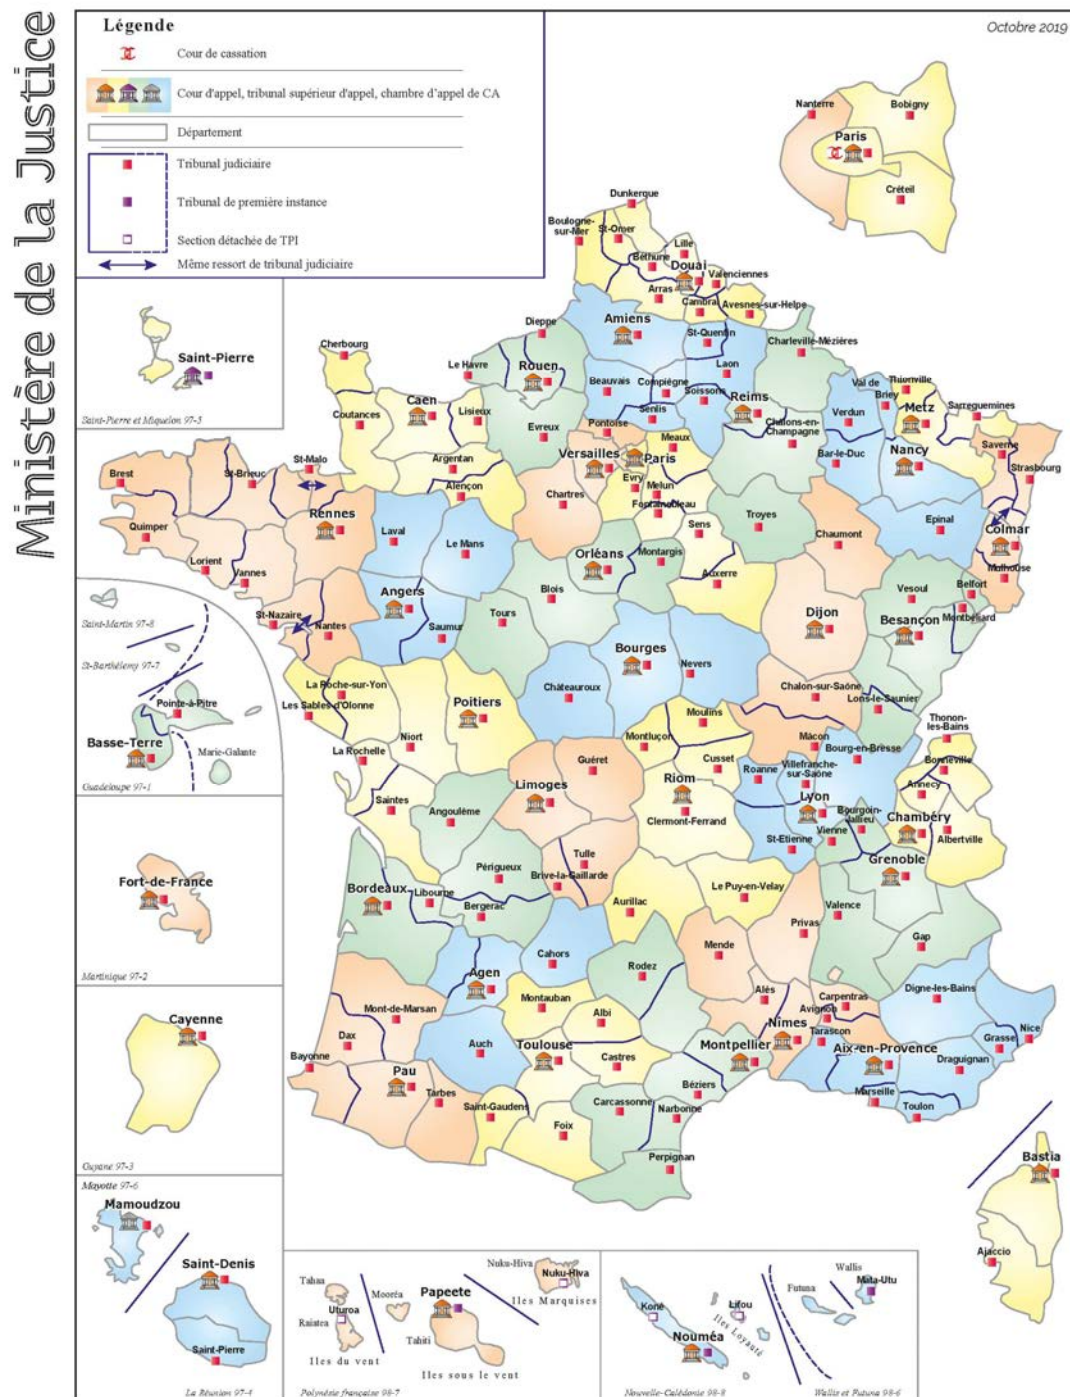 Ministère de la Justice
Légende
Octobre 2019
Cour de cassation
Cour d'appel, tribunal supérieur d'appel, chambre d'appel de CA
Département
Tribunal judiciaire
Tribunal de première instance
Section détachée de TPI
Même ressort de tribunal judiciaire
Nanterre
Bobigny
Paris
Créteil
Dunkerque
Boulogne-
sur-Mer
St-Omer
Lille
Béthune
Douai
Valenciennes
Arras
Cambrai
Avesnes-sur-Helpe
Amiens
St-Quentin
Dieppe
Charleville-Mézières
Cherbourg
Le Havre
Rouen
Laon
Saint-Pierre
Saint-Pierre et Miquelon 97-5
Beauvais
Compiègne
Soissons
Val de
Briey
Thionville
Coutances
Caen
Lisieux
Senlis
Reims
Verdun
Metz
Sarreguemines
Evreux
Pontoise
Meaux
Châlons-en-
Champagne
Saverne
Argentan
Versailles
Paris
Bar-le-Duc
Nancy
Strasbourg
St-Malo
Brest
St-Brieuc
Alençon
Evry
Melun
Chartres
Fontainebleau
Rennes
Quimper
Laval
Le Mans
Sens
Troyes
Chaumont
Epinal
Colmar
Orléans
Montargis
Lorient
Vannes
Auxerre
Mulhouse
Blois
Vesoul
Belfort
St-Nazaire
Nantes
Angers
Saumur
Tours
Dijon
Besançon
Montbéliard
Saint-Martin 97-8
St-Barthélemy 97-7
Bourges
Nevers
La Roche-sur-Yon
Les Sables-d'Olonne
Poitiers
Châteauroux
Chalon-sur-Saône
Lons-le-Saunier
Pointe-à-Pitre
Moulins
Thonon-
les-Bains
Basse-Terre
Marie-Galante
Niort
Montluçon
Mâcon
Bourg-en-Bresse
Bonneville
La Rochelle
Guéret
Cusset
Roanne
Villefranche-
sur-Saône
Annecy
Guadeloupe 97-1
Limoges
Riom
Lyon
Saintes
Angoulême
Clermont-Ferrand
Bourgoin-
Jallieu
Chambéry
St-Etienne
Vienne
Albertville
Tulle
Périgueux
Brive-la-Gaillarde
Grenoble
Fort-de-France
Bordeaux
Libourne
Le Puy-en-Velay
Bergerac
Aurillac
Valence
Privas
Martinique 97-2
Cahors
Mende
Gap
Agen
Rodez
Digne-les-Bains
Mont-de-Marsan
Montauban
Alès
Carpentras
Avignon
Cayenne
Dax
Albi
Nîmes
Tarascon
Nice
Auch
Toulouse
Montpellier
Aix-en-Provence
Grasse
Bayonne
Castres
Draguignan
Pau
Tarbes
Béziers
Marseille
Saint-Gaudens
Carcassonne
Narbonne
Toulon
Foix
Perpignan
Guyane 97-3
Bastia
Ajaccio
Mayotte 97-6
Mamoudzou
Saint-Denis
Saint-Pierre
La Réunion 97-4
Tahaa
Uturoa
Raiatea
Mooréa
Papeete
Tahiti
Nuku-Hiva
Nuku-Hiva
Iles Marquises
Iles du vent
Iles sous le vent
Polynésie française 98-7
Koné
Lifou
Iles Loyauté
Nouméa
Wallis
Mata-Utu
Futuna
Nouvelle-Calédonie 98-8
Wallis et Futuna 98-6